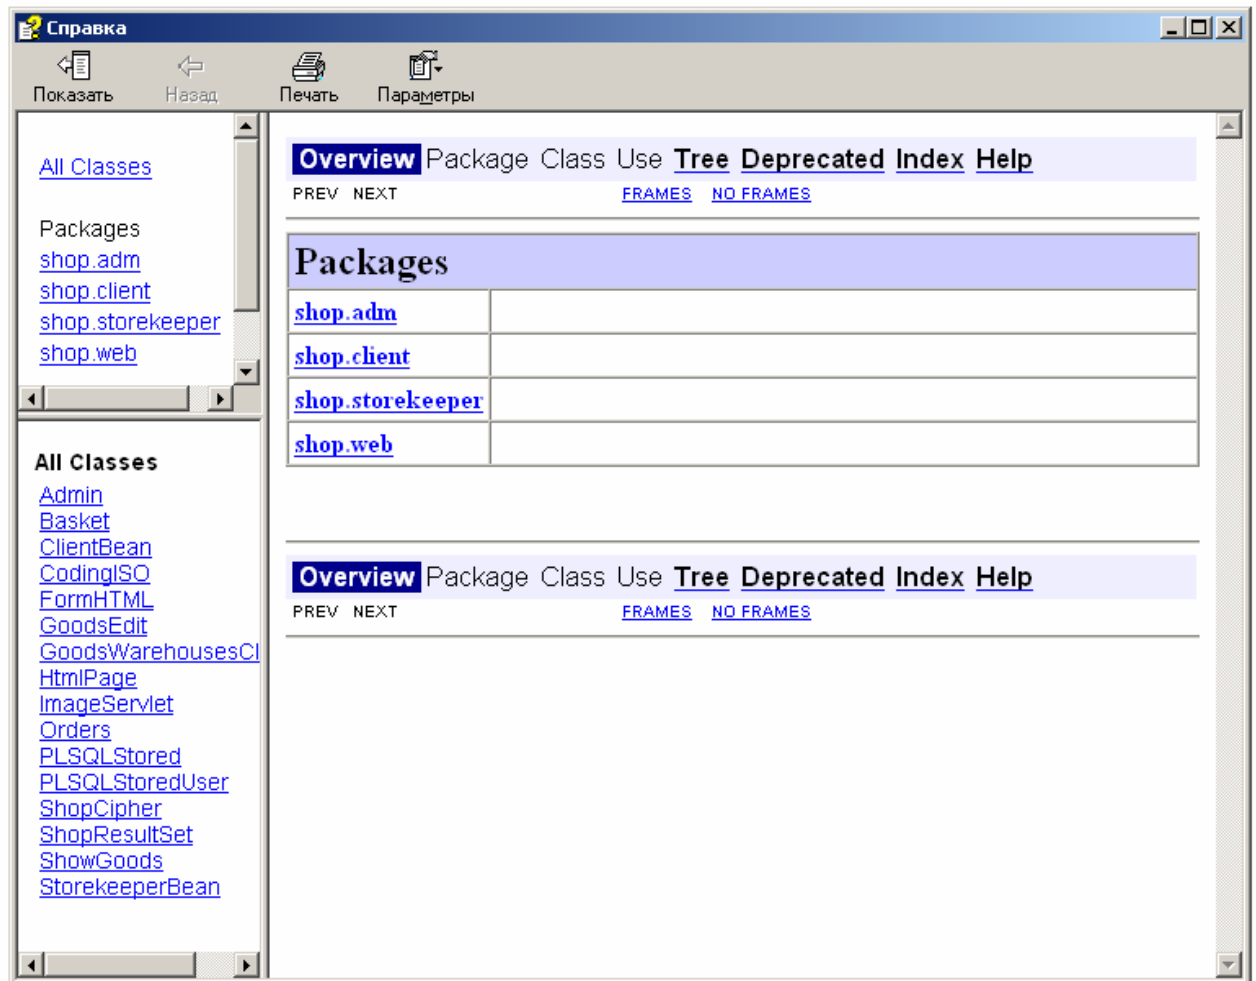 Справка
Показать Назад Печать Параметры
All Classes
Packages
shop.adm
shop.client
shop.storekeeper
shop.web
All Classes
Admin
Basket
ClientBean
CodingISO
FormHTML
GoodsEdit
GoodsWarehousesCl
HtmlPage
ImageServlet
Orders
PLSQLStored
PLSQLStoredUser
ShopCipher
ShopResultSet
ShowGoods
StorekeeperBean
Overview Package Class Use Tree Deprecated Index Help
PREV NEXT FRAMES NO FRAMES
Packages
shop.adm
shop.client
shop.storekeeper
shop.web
Overview Package Class Use Tree Deprecated Index Help
PREV NEXT FRAMES NO FRAMES